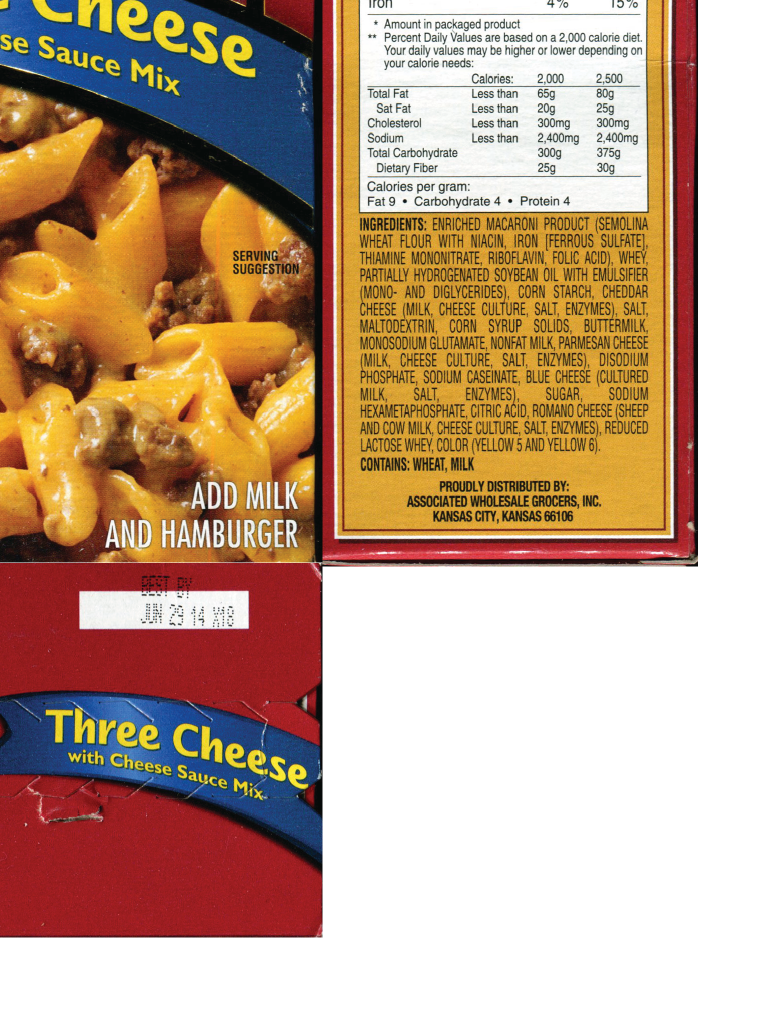 Cheese
se Sauce Mix
SERVING
SUGGESTION
ADD MILK
AND HAMBURGER
Iron 4% 15%
* Amount in packaged product
** Percent Daily Values are based on a 2,000 calorie diet.
Your daily values may be higher or lower depending on
your calorie needs:
Calories: 2,000 2,500
Total Fat Less than 65g 80g
Sat Fat Less than 20g 25g
Cholesterol Less than 300mg 300mg
Sodium Less than 2,400mg 2,400mg
Total Carbohydrate 300g 375g
Dietary Fiber 25g 30g
Calories per gram:
Fat 9 • Carbohydrate 4 • Protein 4
INGREDIENTS: ENRICHED MACARONI PRODUCT (SEMOLINA
WHEAT FLOUR WITH NIACIN, IRON [FERROUS SULFATE],
THIAMINE MONONITRATE, RIBOFLAVIN, FOLIC ACID), WHEY,
PARTIALLY HYDROGENATED SOYBEAN OIL WITH EMULSIFIER
(MONO- AND DIGLYCERIDES), CORN STARCH, CHEDDAR
CHEESE (MILK, CHEESE CULTURE, SALT, ENZYMES), SALT,
MALTODEXTRIN, CORN SYRUP SOLIDS, BUTTERMILK,
MONOSODIUM GLUTAMATE, NONFAT MILK, PARMESAN CHEESE
(MILK, CHEESE CULTURE, SALT, ENZYMES), DISODIUM
PHOSPHATE, SODIUM CASEINATE, BLUE CHEESE (CULTURED
MILK, SALT, ENZYMES), SUGAR, SODIUM
HEXAMETAPHOSPHATE, CITRIC ACID, ROMANO CHEESE (SHEEP
AND COW MILK, CHEESE CULTURE, SALT, ENZYMES), REDUCED
LACTOSE WHEY, COLOR (YELLOW 5 AND YELLOW 6).
CONTAINS: WHEAT, MILK
PROUDLY DISTRIBUTED BY:
ASSOCIATED WHOLESALE GROCERS, INC.
KANSAS CITY, KANSAS 66106
BEST BY
JUN 29 14 X18
Three Cheese
with Cheese Sauce Mix